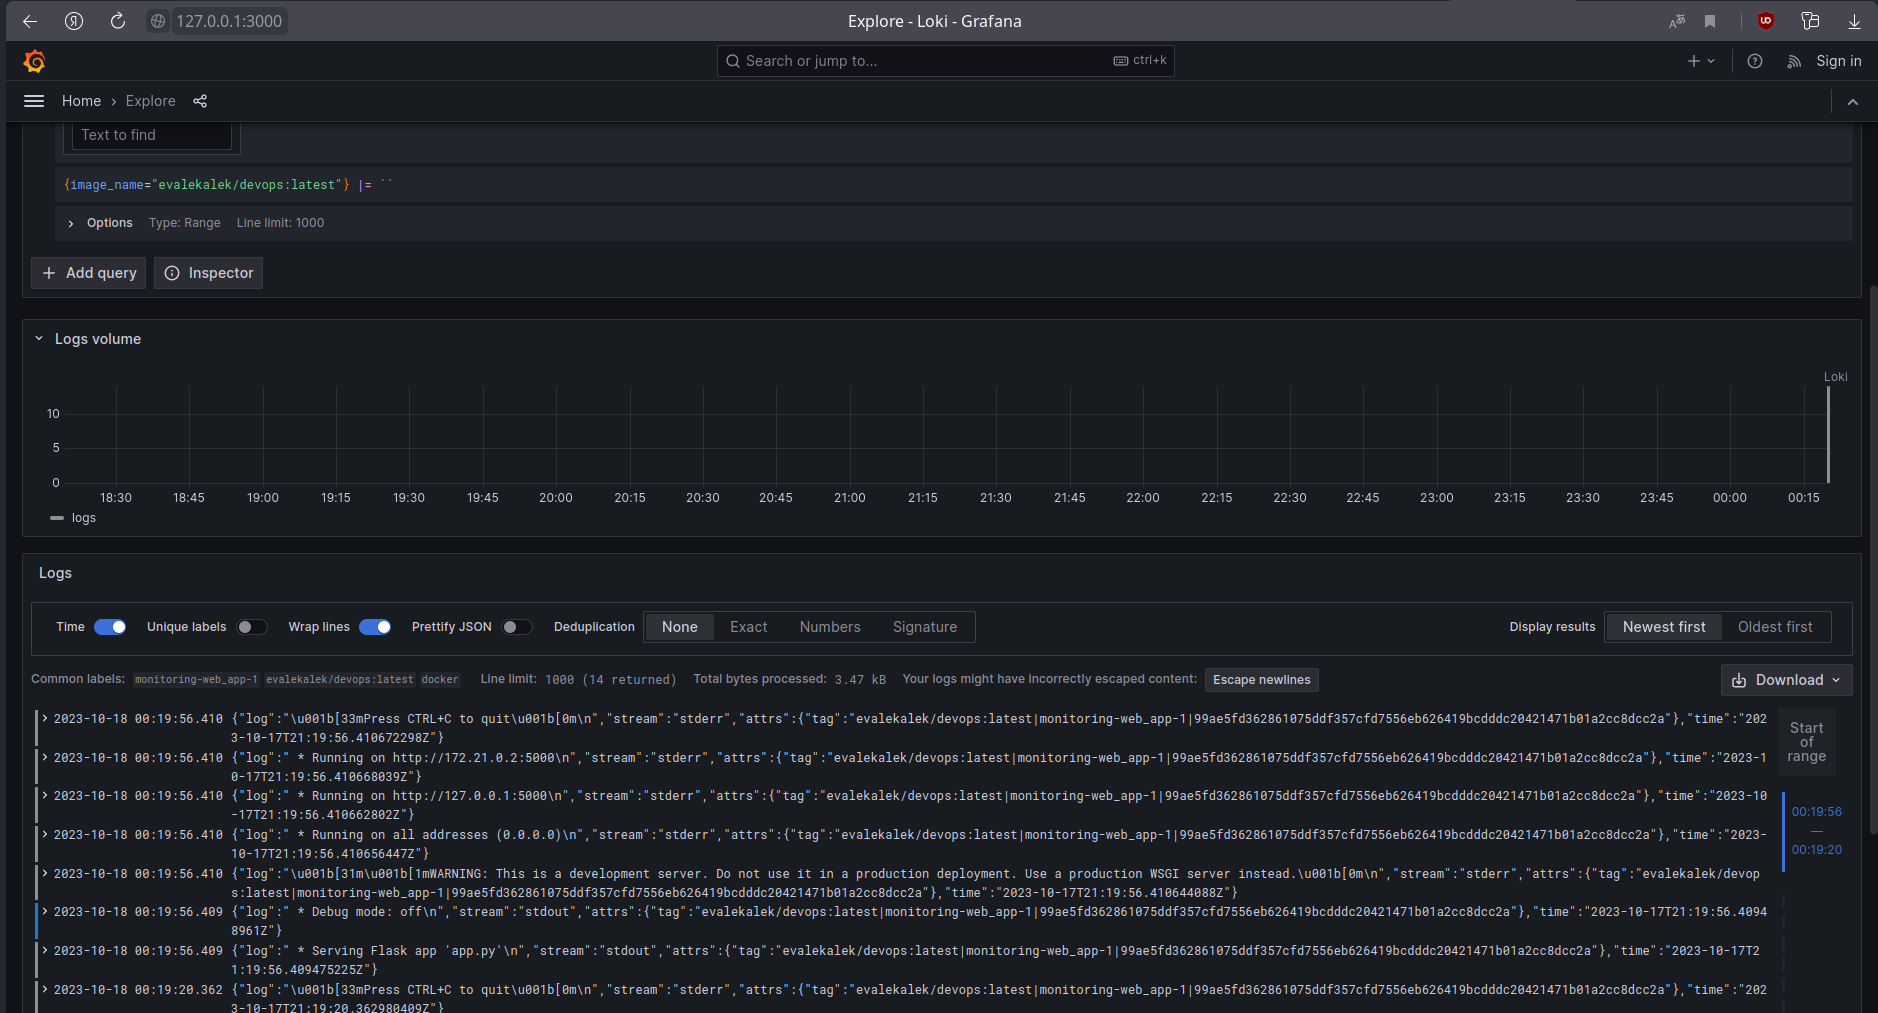 127.0.0.1:3000
Explore - Loki - Grafana
Search or jump to...
ctrl+k
Sign in
Home › Explore
Text to find
{image_name="evalekalek/devops:latest"} |= ``
Options Type: Range Line limit: 1000
+ Add query
Inspector
Logs volume
Loki
10
5
0
18:30 18:45 19:00 19:15 19:30 19:45 20:00 20:15 20:30 20:45 21:00 21:15 21:30 21:45 22:00 22:15 22:30 22:45 23:00 23:15 23:30 23:45 00:00 00:15
logs
Logs
Time Unique labels Wrap lines Prettify JSON Deduplication None Exact Numbers Signature Display results Newest first Oldest first
Common labels: monitoring-web_app-1 evalekalek/devops:latest docker Line limit: 1000 (14 returned) Total bytes processed: 3.47 kB Your logs might have incorrectly escaped content: Escape newlines Download
2023-10-18 00:19:56.410 {"log":"\u001b[33mPress CTRL+C to quit\u001b[0m\n","stream":"stderr","attrs":{"tag":"evalekalek/devops:latest|monitoring-web_app-1|99ae5fd362861075ddf357cfd7556eb626419bcdddc20421471b01a2cc8dcc2a"},"time":"202
3-10-17T21:19:56.410672298Z"}
2023-10-18 00:19:56.410 {"log":" * Running on http://172.21.0.2:5000\n","stream":"stderr","attrs":{"tag":"evalekalek/devops:latest|monitoring-web_app-1|99ae5fd362861075ddf357cfd7556eb626419bcdddc20421471b01a2cc8dcc2a"},"time":"2023-1
0-17T21:19:56.410668039Z"}
2023-10-18 00:19:56.410 {"log":" * Running on http://127.0.0.1:5000\n","stream":"stderr","attrs":{"tag":"evalekalek/devops:latest|monitoring-web_app-1|99ae5fd362861075ddf357cfd7556eb626419bcdddc20421471b01a2cc8dcc2a"},"time":"2023-10
-17T21:19:56.410662802Z"}
2023-10-18 00:19:56.410 {"log":" * Running on all addresses (0.0.0.0)\n","stream":"stderr","attrs":{"tag":"evalekalek/devops:latest|monitoring-web_app-1|99ae5fd362861075ddf357cfd7556eb626419bcdddc20421471b01a2cc8dcc2a"},"time":"2023-
10-17T21:19:56.410656447Z"}
2023-10-18 00:19:56.410 {"log":"\u001b[31m\u001b[1mWARNING: This is a development server. Do not use it in a production deployment. Use a production WSGI server instead.\u001b[0m\n","stream":"stderr","attrs":{"tag":"evalekalek/devop
s:latest|monitoring-web_app-1|99ae5fd362861075ddf357cfd7556eb626419bcdddc20421471b01a2cc8dcc2a"},"time":"2023-10-17T21:19:56.410644088Z"}
2023-10-18 00:19:56.409 {"log":" * Debug mode: off\n","stream":"stdout","attrs":{"tag":"evalekalek/devops:latest|monitoring-web_app-1|99ae5fd362861075ddf357cfd7556eb626419bcdddc20421471b01a2cc8dcc2a"},"time":"2023-10-17T21:19:56.4094
8961Z"}
2023-10-18 00:19:56.409 {"log":" * Serving Flask app 'app.py'\n","stream":"stdout","attrs":{"tag":"evalekalek/devops:latest|monitoring-web_app-1|99ae5fd362861075ddf357cfd7556eb626419bcdddc20421471b01a2cc8dcc2a"},"time":"2023-10-17T2
1:19:56.409475225Z"}
2023-10-18 00:19:20.362 {"log":"\u001b[33mPress CTRL+C to quit\u001b[0m\n","stream":"stderr","attrs":{"tag":"evalekalek/devops:latest|monitoring-web_app-1|99ae5fd362861075ddf357cfd7556eb626419bcdddc20421471b01a2cc8dcc2a"},"time":"202
3-10-17T21:19:20.362980409Z"}
Start
of
range
00:19:56
—
00:19:20